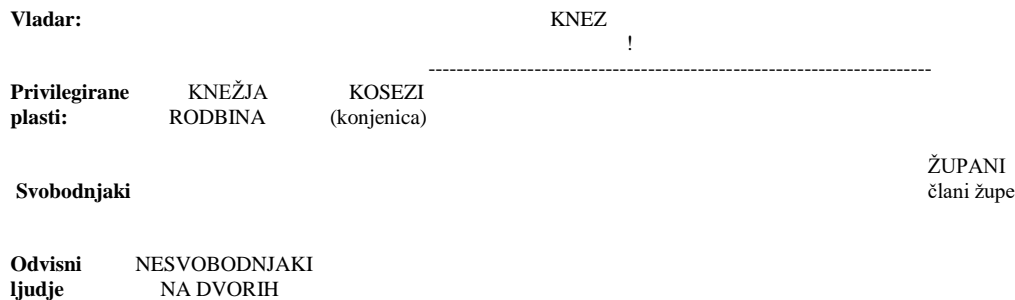 Vladar: KNEZ
!
------------------------------------------------------------------------
Privilegirane KNEŽJA KOSEZI
plasti: RODBINA (konjenica)
ŽUPANI
Svobodnjaki člani župe
Odvisni NESVOBODNJAKI
ljudje NA DVORIH